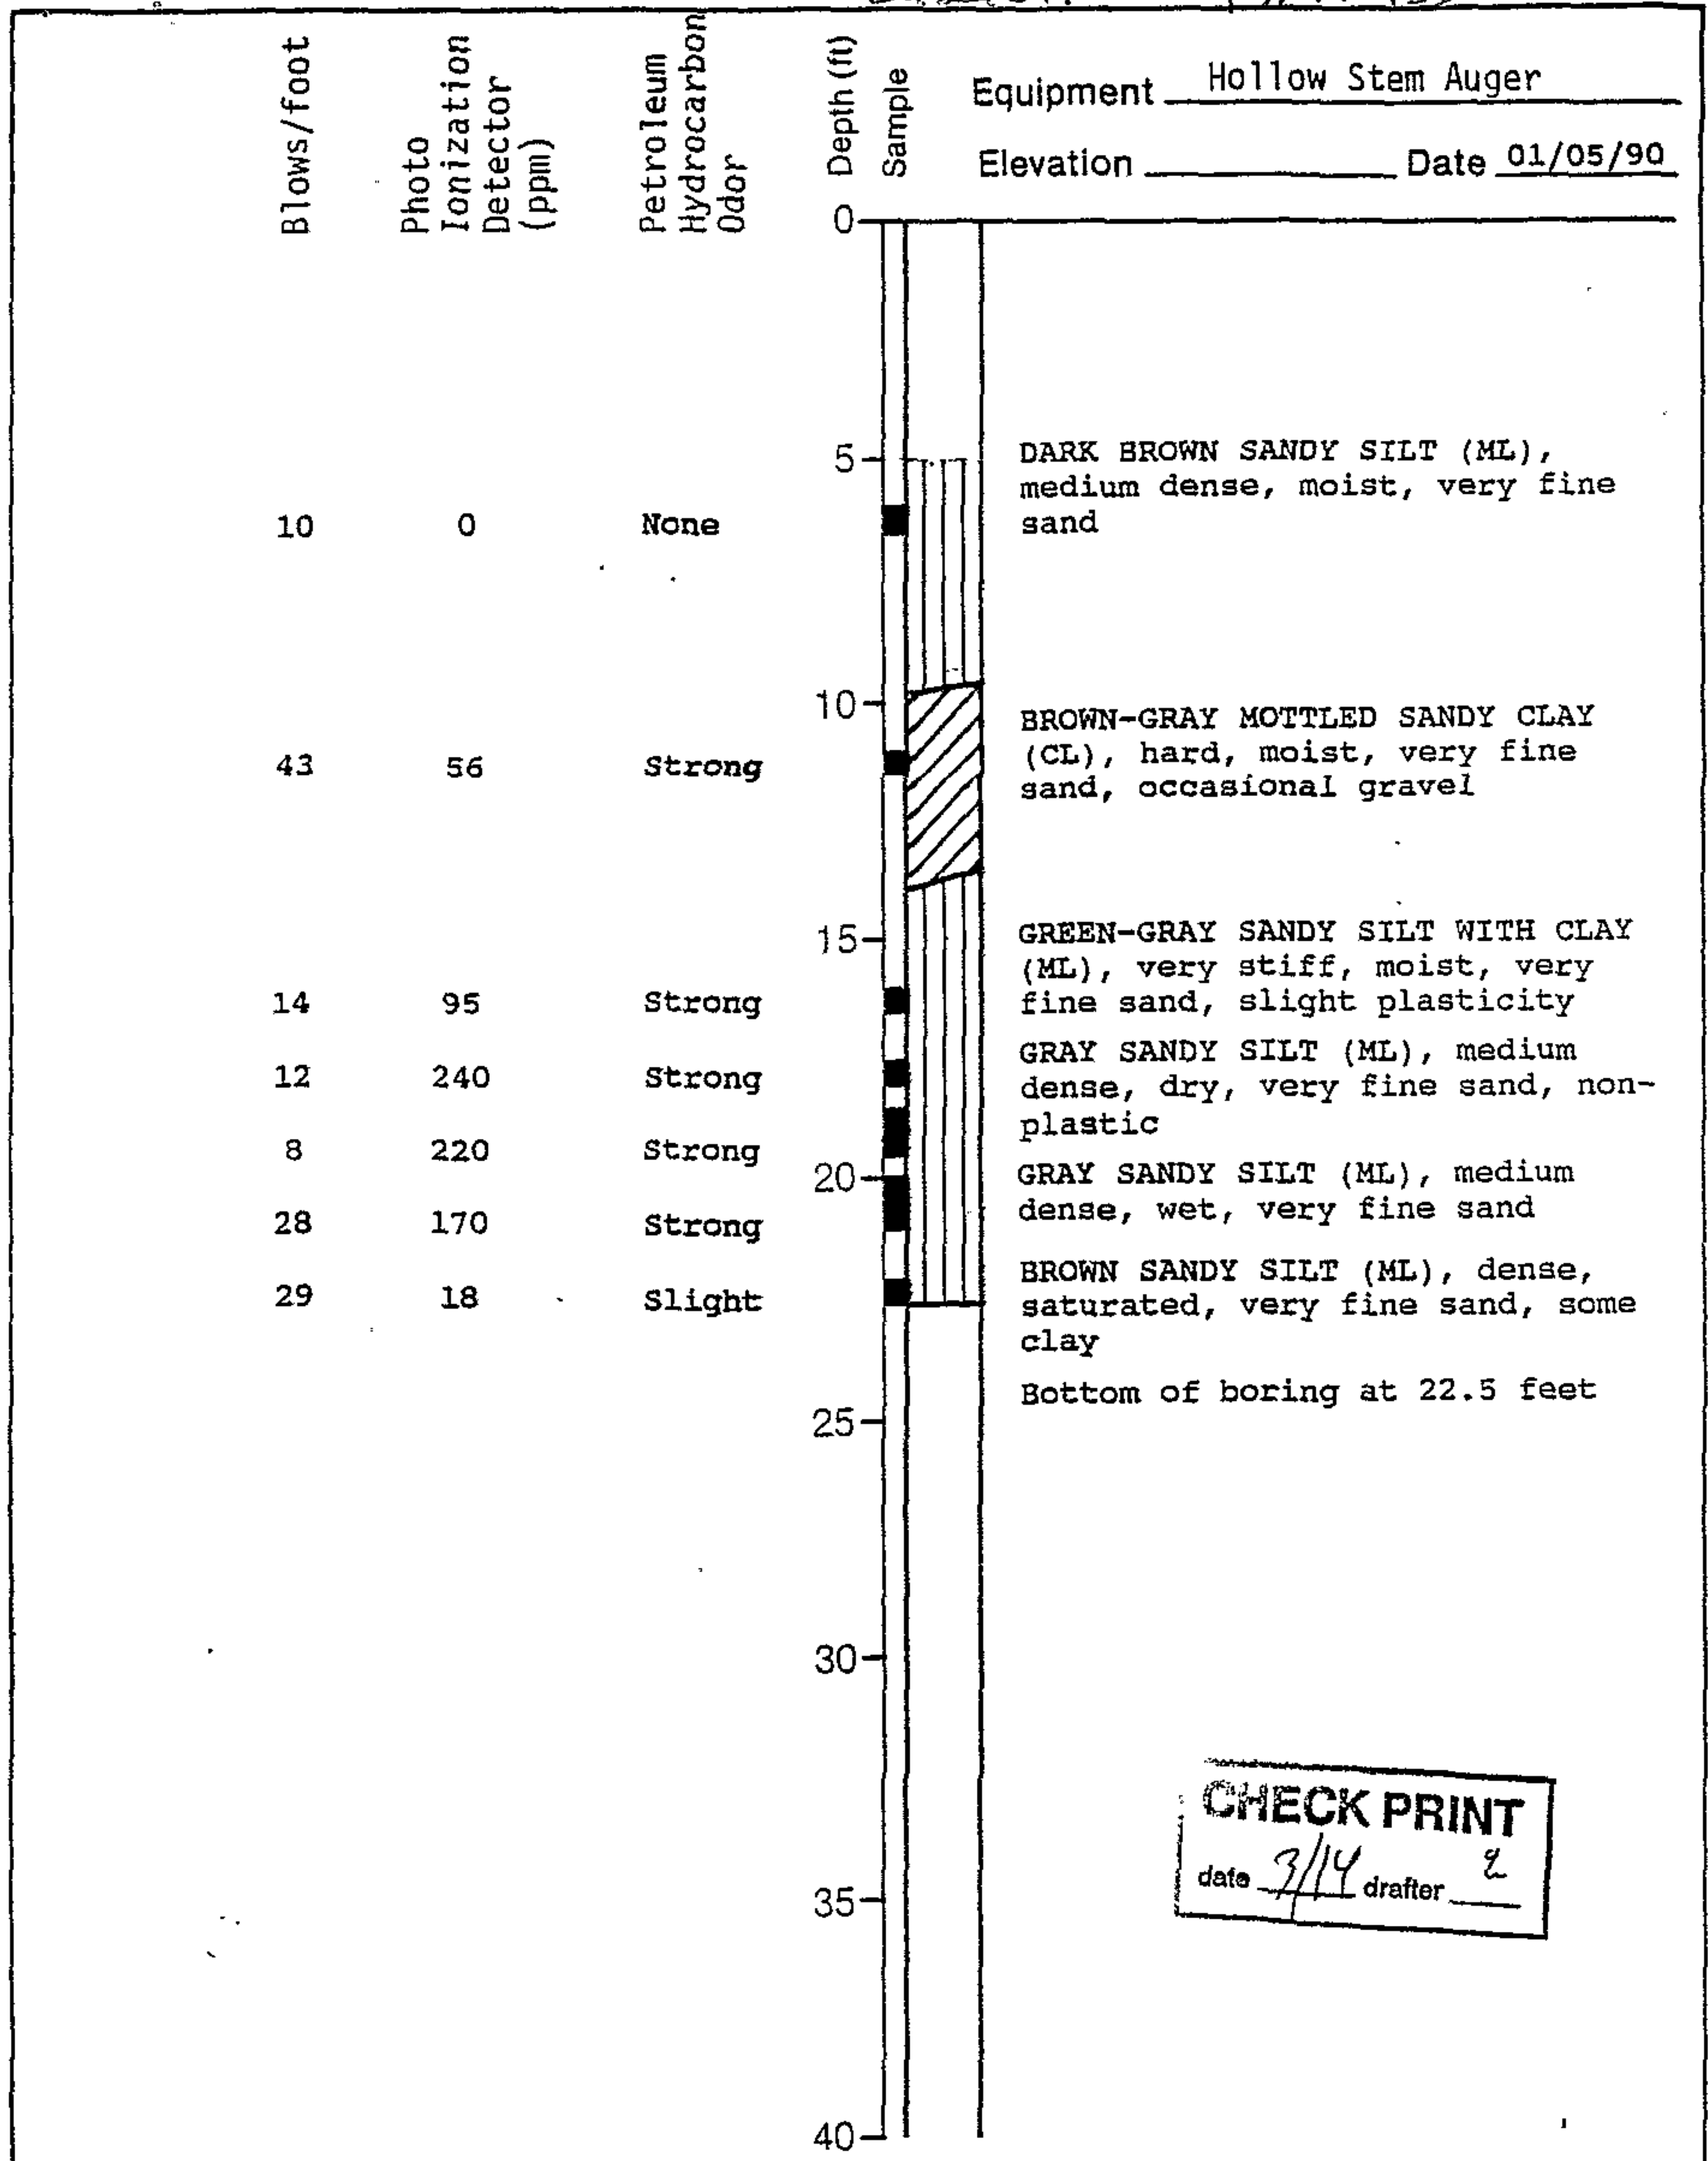 Blows/foot
Photo
Ionization
Detector
(ppm)
Petroleum
Hydrocarbon
Odor
Depth (ft)
Sample
Equipment Hollow Stem Auger
Elevation Date 01/05/90
0
5
DARK BROWN SANDY SILT (ML),
medium dense, moist, very fine
sand
10 0 None
10
BROWN-GRAY MOTTLED SANDY CLAY
(CL), hard, moist, very fine
sand, occasional gravel
43 56 Strong
15
GREEN-GRAY SANDY SILT WITH CLAY
(ML), very stiff, moist, very
fine sand, slight plasticity
14 95 Strong
GRAY SANDY SILT (ML), medium
dense, dry, very fine sand, non-
plastic
12 240 Strong
8 220 Strong
20
GRAY SANDY SILT (ML), medium
dense, wet, very fine sand
28 170 Strong
BROWN SANDY SILT (ML), dense,
saturated, very fine sand, some
clay
29 18 Slight
Bottom of boring at 22.5 feet
25
30
35
40
CHECK PRINT
date 3/14 drafter